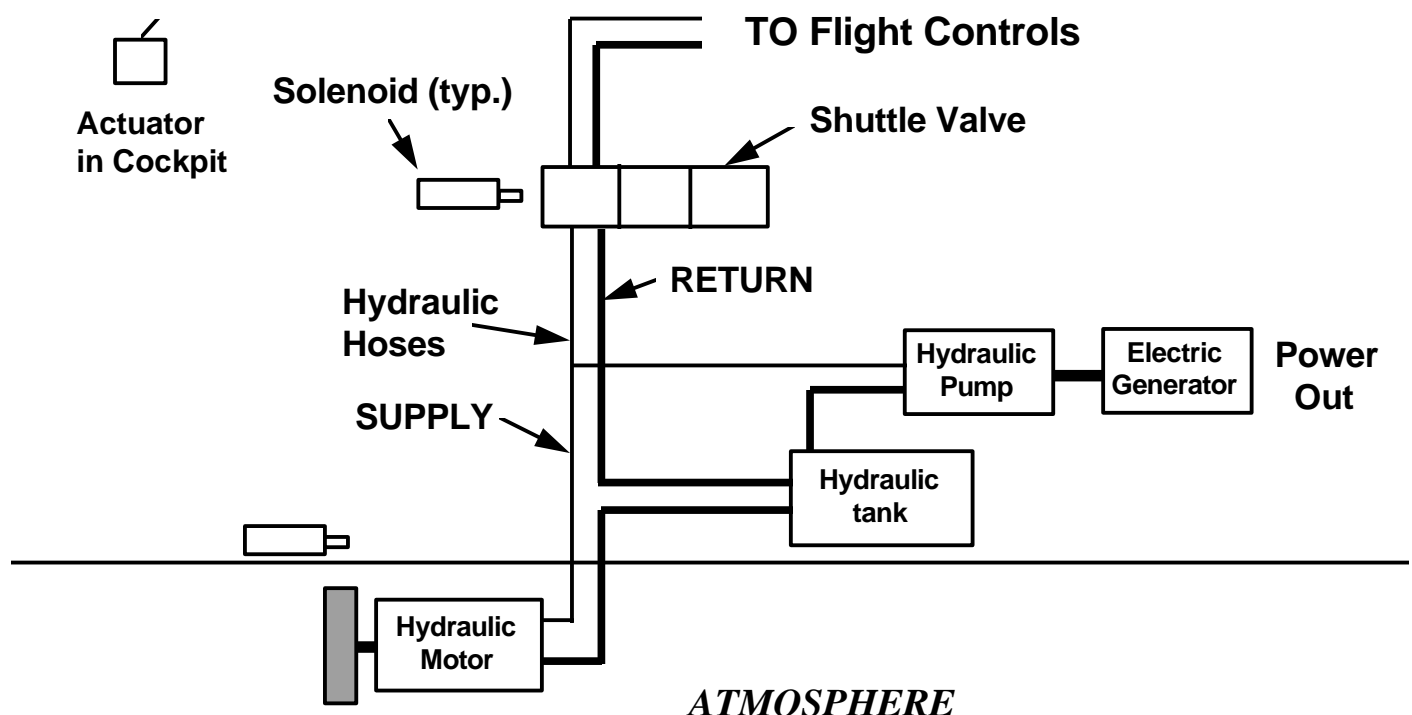 TO Flight Controls
Solenoid (typ.)
Actuator
in Cockpit
Shuttle Valve
RETURN
Hydraulic
Hoses
Hydraulic
Pump
Electric
Generator
Power
Out
SUPPLY
Hydraulic
tank
Hydraulic
Motor
ATMOSPHERE